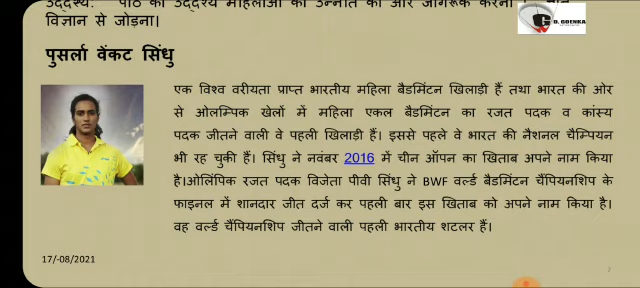 उद्देश्य: पाठ का उद्देश्य महिलाओं को उन्नति की ओर जागरूक करना
विज्ञान से जोड़ना।
G.D. GOENKA
पुसर्ला वेंकट सिंधु
एक विश्व वरीयता प्राप्त भारतीय महिला बैडमिंटन खिलाड़ी हैं तथा भारत की ओर
से ओलम्पिक खेलों में महिला एकल बैडमिंटन का रजत पदक व कांस्य
पदक जीतने वाली वे पहली खिलाड़ी हैं। इससे पहले वे भारत की नैशनल चैम्पियन
भी रह चुकी हैं। सिंधु ने नवंबर 2016 में चीन ऑपन का खिताब अपने नाम किया
है।ओलिंपिक रजत पदक विजेता पीवी सिंधु ने BWF वर्ल्ड बैडमिंटन चैंपियनशिप के
फाइनल में शानदार जीत दर्ज कर पहली बार इस खिताब को अपने नाम किया है।
वह वर्ल्ड चैंपियनशिप जीतने वाली पहली भारतीय शटलर हैं।
17/-08/2021
2